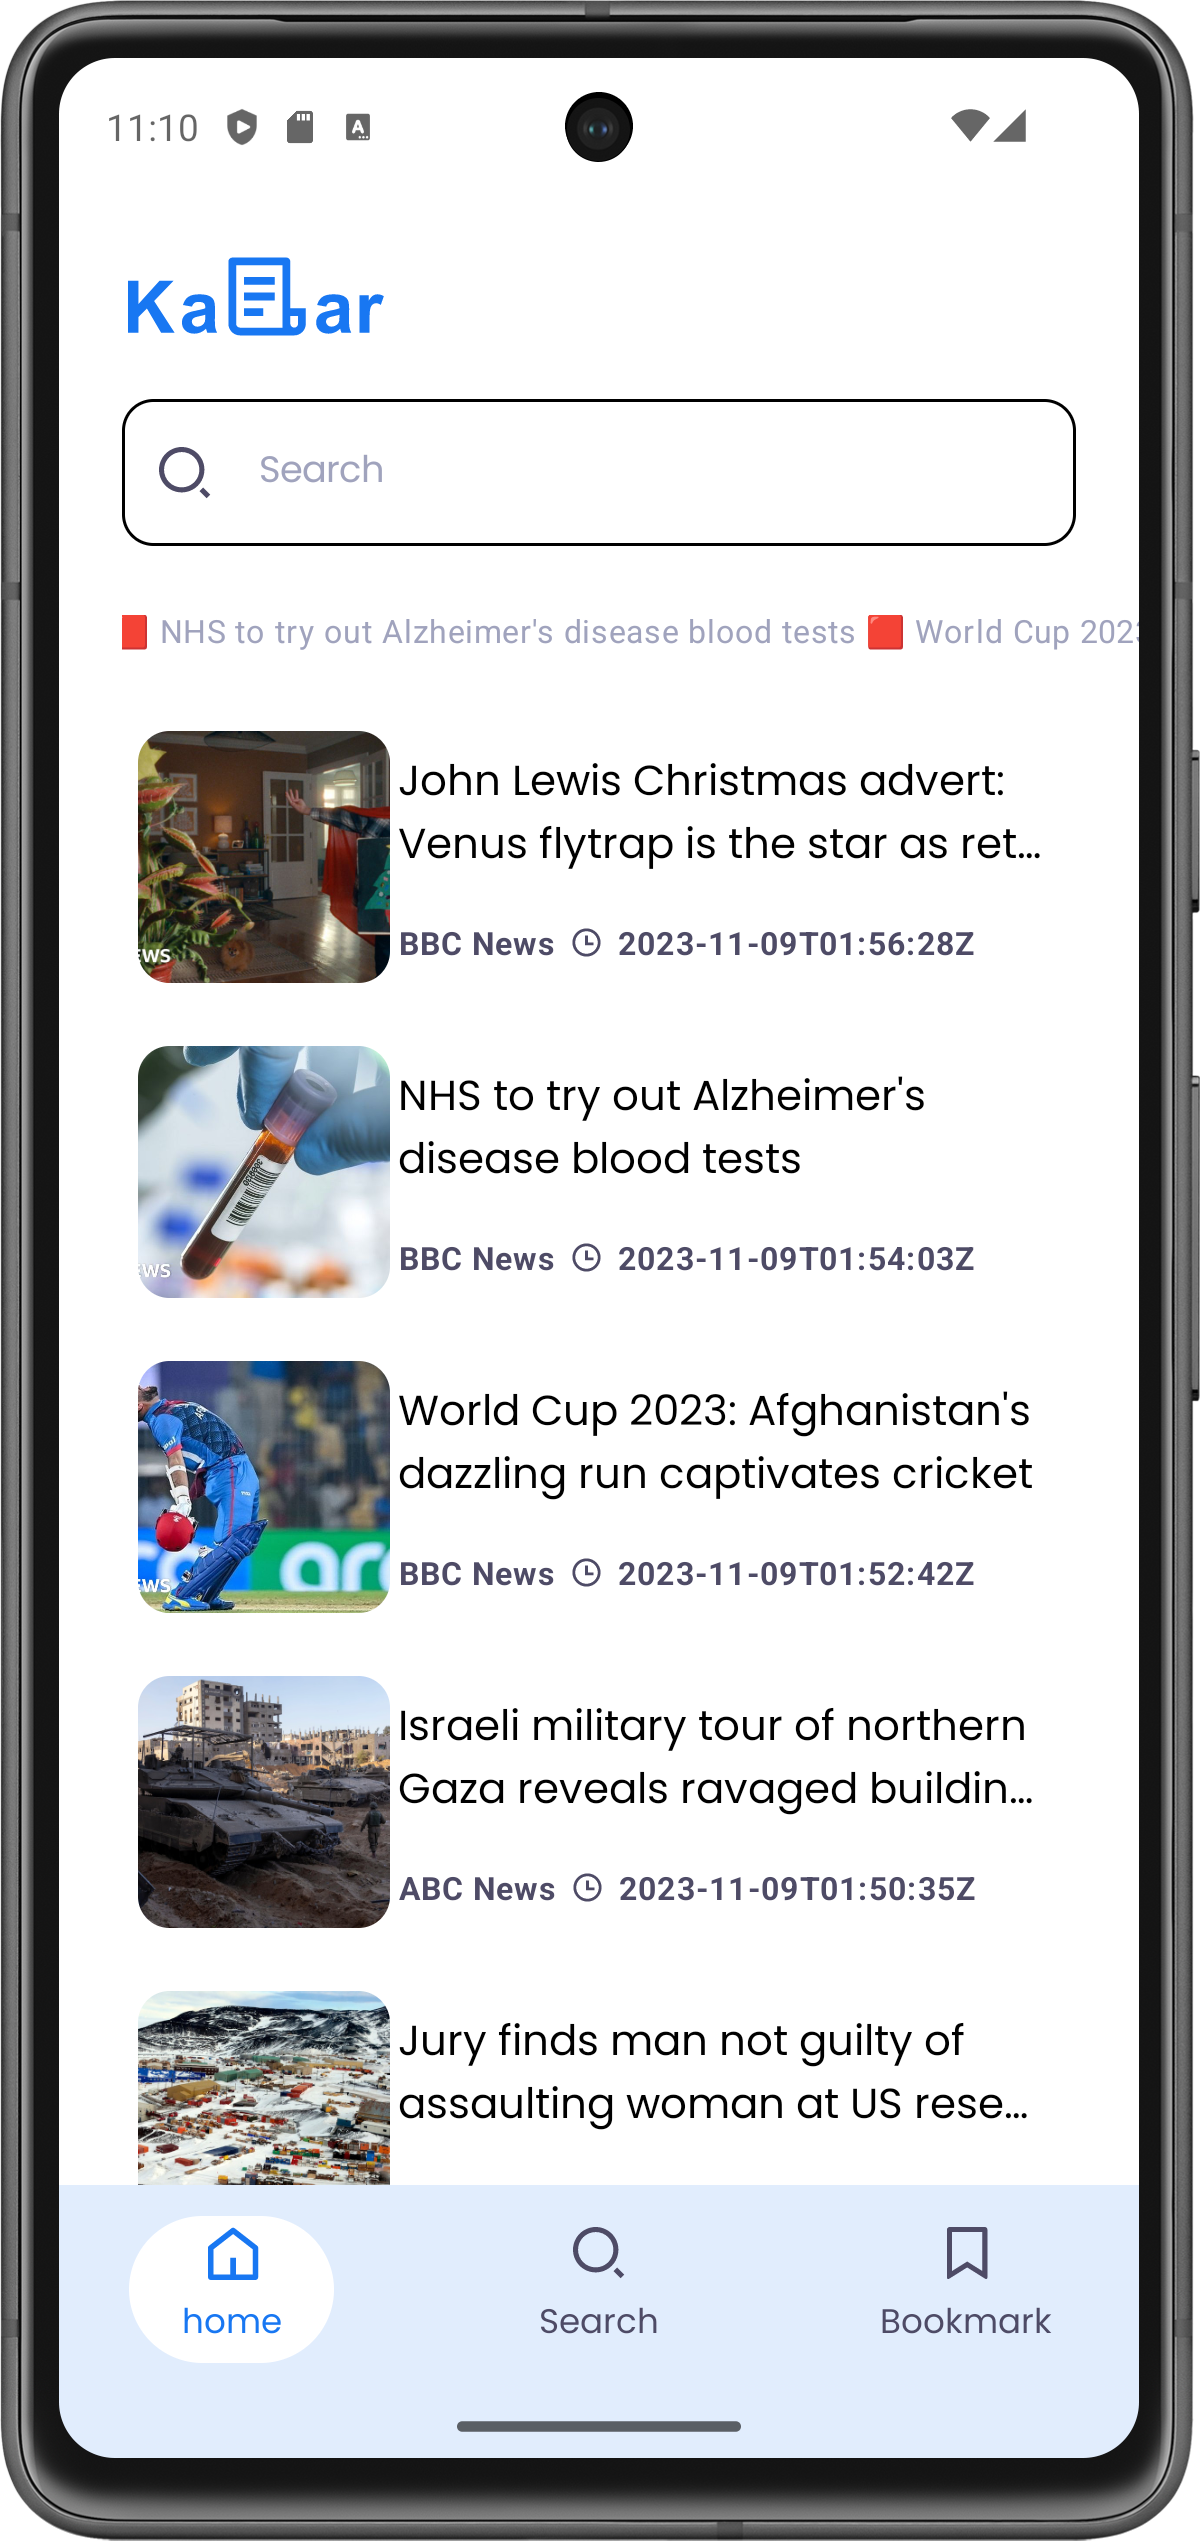 11:10
Kabar
Search
NHS to try out Alzheimer's disease blood tests 🟥 World Cup 202
John Lewis Christmas advert:
Venus flytrap is the star as ret...
EWS
BBC News 2023-11-09T01:56:28Z
NHS to try out Alzheimer's
disease blood tests
WS
BBC News 2023-11-09T01:54:03Z
World Cup 2023: Afghanistan's
dazzling run captivates cricket
WS
BBC News 2023-11-09T01:52:42Z
Israeli military tour of northern
Gaza reveals ravaged buildin...
ABC News 2023-11-09T01:50:35Z
Jury finds man not guilty of
assaulting woman at US rese...
home
Search
Bookmark